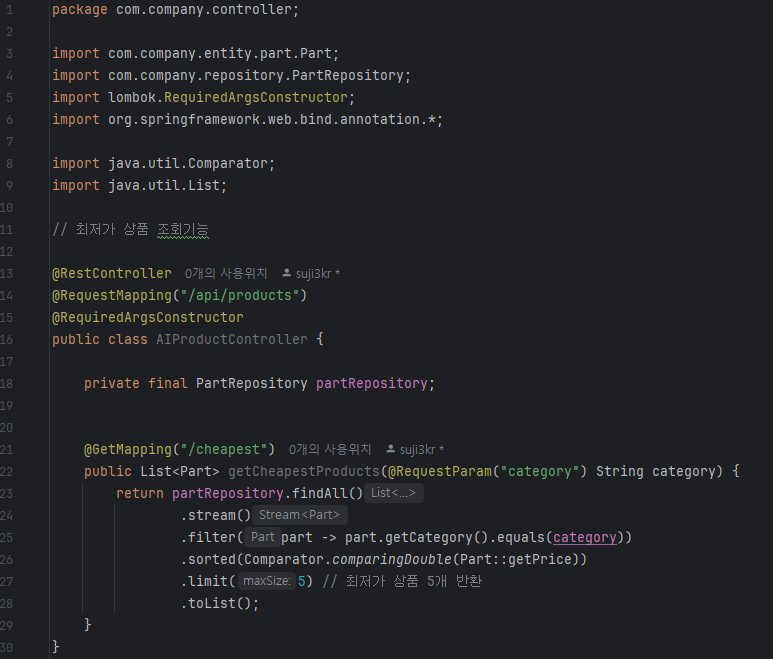 1 package com.company.controller;
2
3 import com.company.entity.part.Part;
4 import com.company.repository.PartRepository;
5 import lombok.RequiredArgsConstructor;
6 import org.springframework.web.bind.annotation.*;
7
8 import java.util.Comparator;
9 import java.util.List;
10
11 // 최저가 상품 조회기능
12
13 @RestController 0개의 사용위치 suji3kr *
14 @RequestMapping("/api/products")
15 @RequiredArgsConstructor
16 public class AIProductController {
17
18 private final PartRepository partRepository;
19
20
21 @GetMapping("/cheapest") 0개의 사용위치 suji3kr *
22 public List<Part> getCheapestProducts(@RequestParam("category") String category) {
23 return partRepository.findAll() List<...>
24 .stream() Stream<Part>
25 .filter( Part part -> part.getCategory().equals(category))
26 .sorted(Comparator.comparingDouble(Part::getPrice))
27 .limit( maxSize: 5) // 최저가 상품 5개 반환
28 .toList();
29 }
30 }